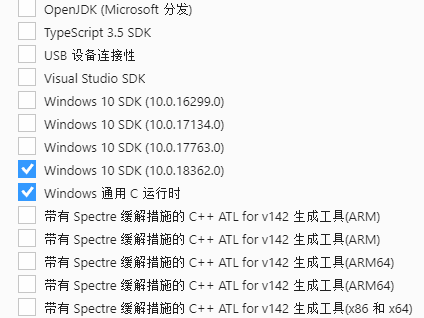 OpenJDK (Microsoft 分发)
TypeScript 3.5 SDK
USB 设备连接性
Visual Studio SDK
Windows 10 SDK (10.0.16299.0)
Windows 10 SDK (10.0.17134.0)
Windows 10 SDK (10.0.17763.0)
Windows 10 SDK (10.0.18362.0)
Windows 通用 C 运行时
带有 Spectre 缓解措施的 C++ ATL for v142 生成工具(ARM)
带有 Spectre 缓解措施的 C++ ATL for v142 生成工具(ARM)
带有 Spectre 缓解措施的 C++ ATL for v142 生成工具(ARM64)
带有 Spectre 缓解措施的 C++ ATL for v142 生成工具(ARM64)
带有 Spectre 缓解措施的 C++ ATL for v142 生成工具(x86 和 x64)